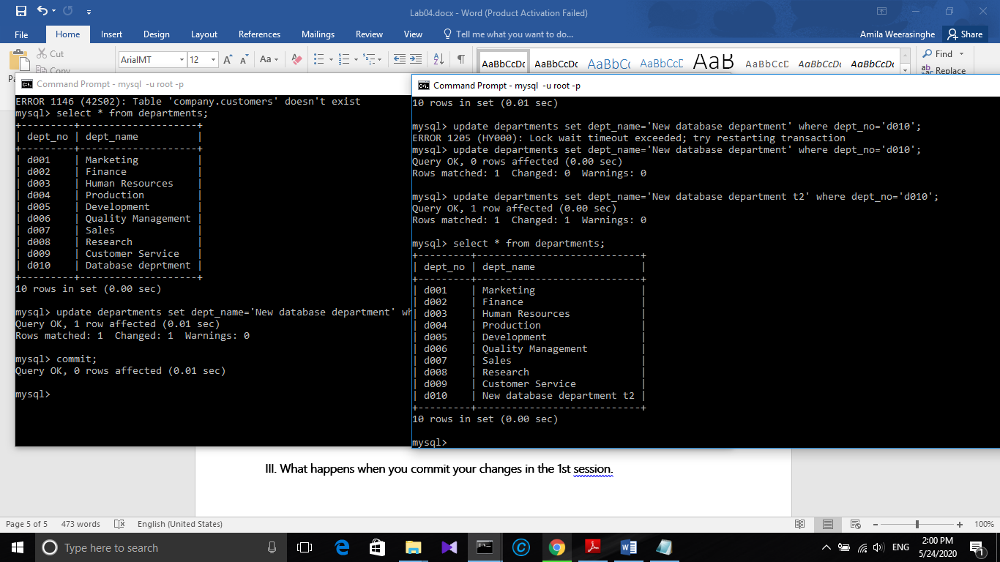 Lab04.docx - Word (Product Activation Failed)
File Home Insert Design Layout References Mailings Review View Tell me what you want to do... Amila Weerasinghe Share
Cut
Copy
ArialMT 12 Aa
AaBbCcDc AaBbCcDc AaBbCc AaBbCcD AaB AaBbCcD AaBbCcDc AaBbCcDc AaBbCcDc
Find
Replace
Command Prompt - mysql -u root -p
ERROR 1146 (42S02): Table 'company.customers' doesn't exist
mysql> select * from departments;
+---------+--------------------+
| dept_no | dept_name |
+---------+--------------------+
| d001 | Marketing |
| d002 | Finance |
| d003 | Human Resources |
| d004 | Production |
| d005 | Development |
| d006 | Quality Management |
| d007 | Sales |
| d008 | Research |
| d009 | Customer Service |
| d010 | Database deprtment |
+---------+--------------------+
10 rows in set (0.00 sec)
mysql> update departments set dept_name='New database department' wh
Query OK, 1 row affected (0.01 sec)
Rows matched: 1 Changed: 1 Warnings: 0
mysql> commit;
Query OK, 0 rows affected (0.01 sec)
mysql>
Command Prompt - mysql -u root -p
10 rows in set (0.01 sec)
mysql> update departments set dept_name='New database department' where dept_no='d010';
ERROR 1205 (HY000): Lock wait timeout exceeded; try restarting transaction
mysql> update departments set dept_name='New database department' where dept_no='d010';
Query OK, 0 rows affected (0.00 sec)
Rows matched: 1 Changed: 0 Warnings: 0
mysql> update departments set dept_name='New database department t2' where dept_no='d010';
Query OK, 1 row affected (0.00 sec)
Rows matched: 1 Changed: 1 Warnings: 0
mysql> select * from departments;
+---------+----------------------------+
| dept_no | dept_name |
+---------+----------------------------+
| d001 | Marketing |
| d002 | Finance |
| d003 | Human Resources |
| d004 | Production |
| d005 | Development |
| d006 | Quality Management |
| d007 | Sales |
| d008 | Research |
| d009 | Customer Service |
| d010 | New database department t2 |
+---------+----------------------------+
10 rows in set (0.00 sec)
mysql>
III. What happens when you commit your changes in the 1st session.
Page 5 of 5 473 words English (United States) 100%
Type here to search
ENG
2:00 PM
5/24/2020
1